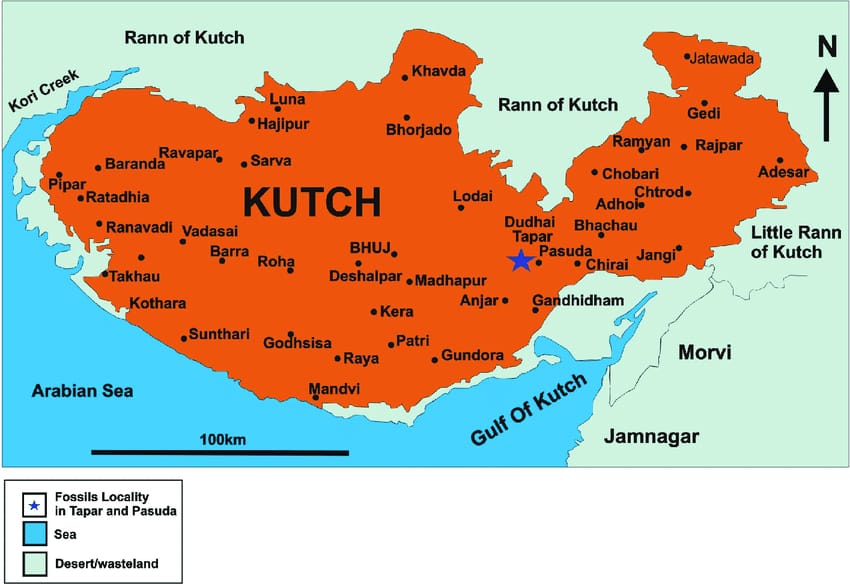 Rann of Kutch
N
Kori Creek
Khavda
Jatawada
Luna
Rann of Kutch
Hajipur
Bhorjado
Gedi
Ramyan
Rajpar
Ravapar
Sarva
Baranda
Chobari
Adesar
Pipar
Ratadhia
KUTCH
Lodai
Chtrod
Adhoi
Ranavadi
Vadasai
Dudhai
Tapar
Bhachau
Little Rann
of Kutch
Barra
Roha
BHUJ
Pasuda
Chirai
Jangi
Takhau
Deshalpar
Madhapur
Kothara
Kera
Anjar
Gandhidham
Sunthari
Godhsisa
Patri
Raya
Gundora
Morvi
Arabian Sea
Mandvi
Gulf Of Kutch
Jamnagar
100km
Fossils Locality
in Tapar and Pasuda
Sea
Desert/wasteland